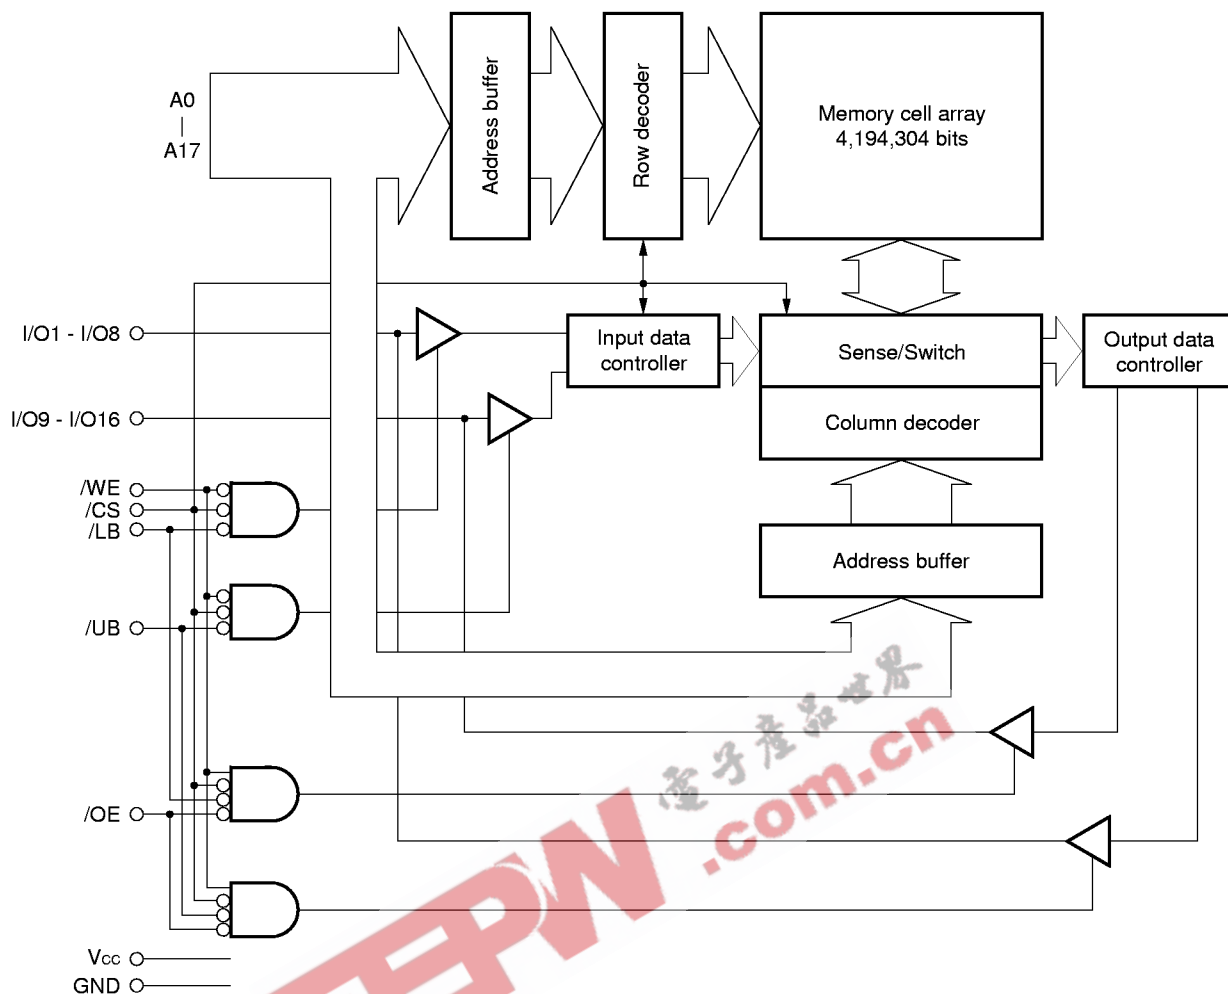 A0
|
A17
Address buffer
Row decoder
Memory cell array
4,194,304 bits
I/O1 - I/O8
Input data
controller
Sense/Switch
Output data
controller
I/O9 - I/O16
Column decoder
/WE
/CS
/LB
Address buffer
/UB
電子產品世界
.com.cn
EEPW
/OE
Vcc
GND